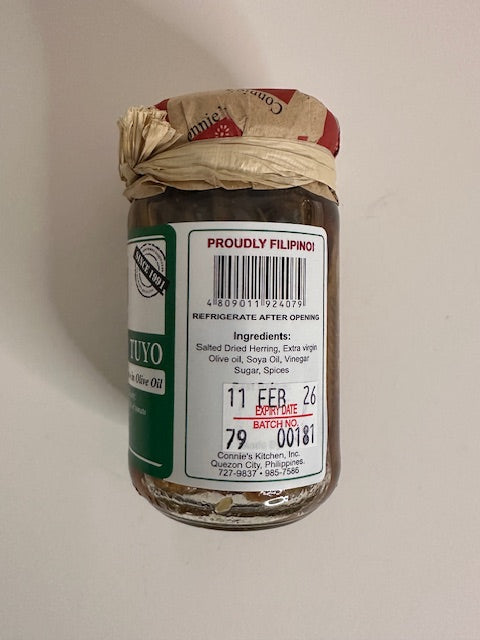 Connie's
onnie's
SINCE 1991
TUYO
in Olive Oil
PROUDLY FILIPINO!
4 809011 924079
REFRIGERATE AFTER OPENING
Ingredients:
Salted Dried Herring, Extra virgin
Olive oil, Soya Oil, Vinegar
Sugar, Spices
11 FEB 26
EXPIRY DATE
BATCH NO.
79 00181
Connie's Kitchen, Inc.
Quezon City, Philippines.
727-9837 • 985-7586